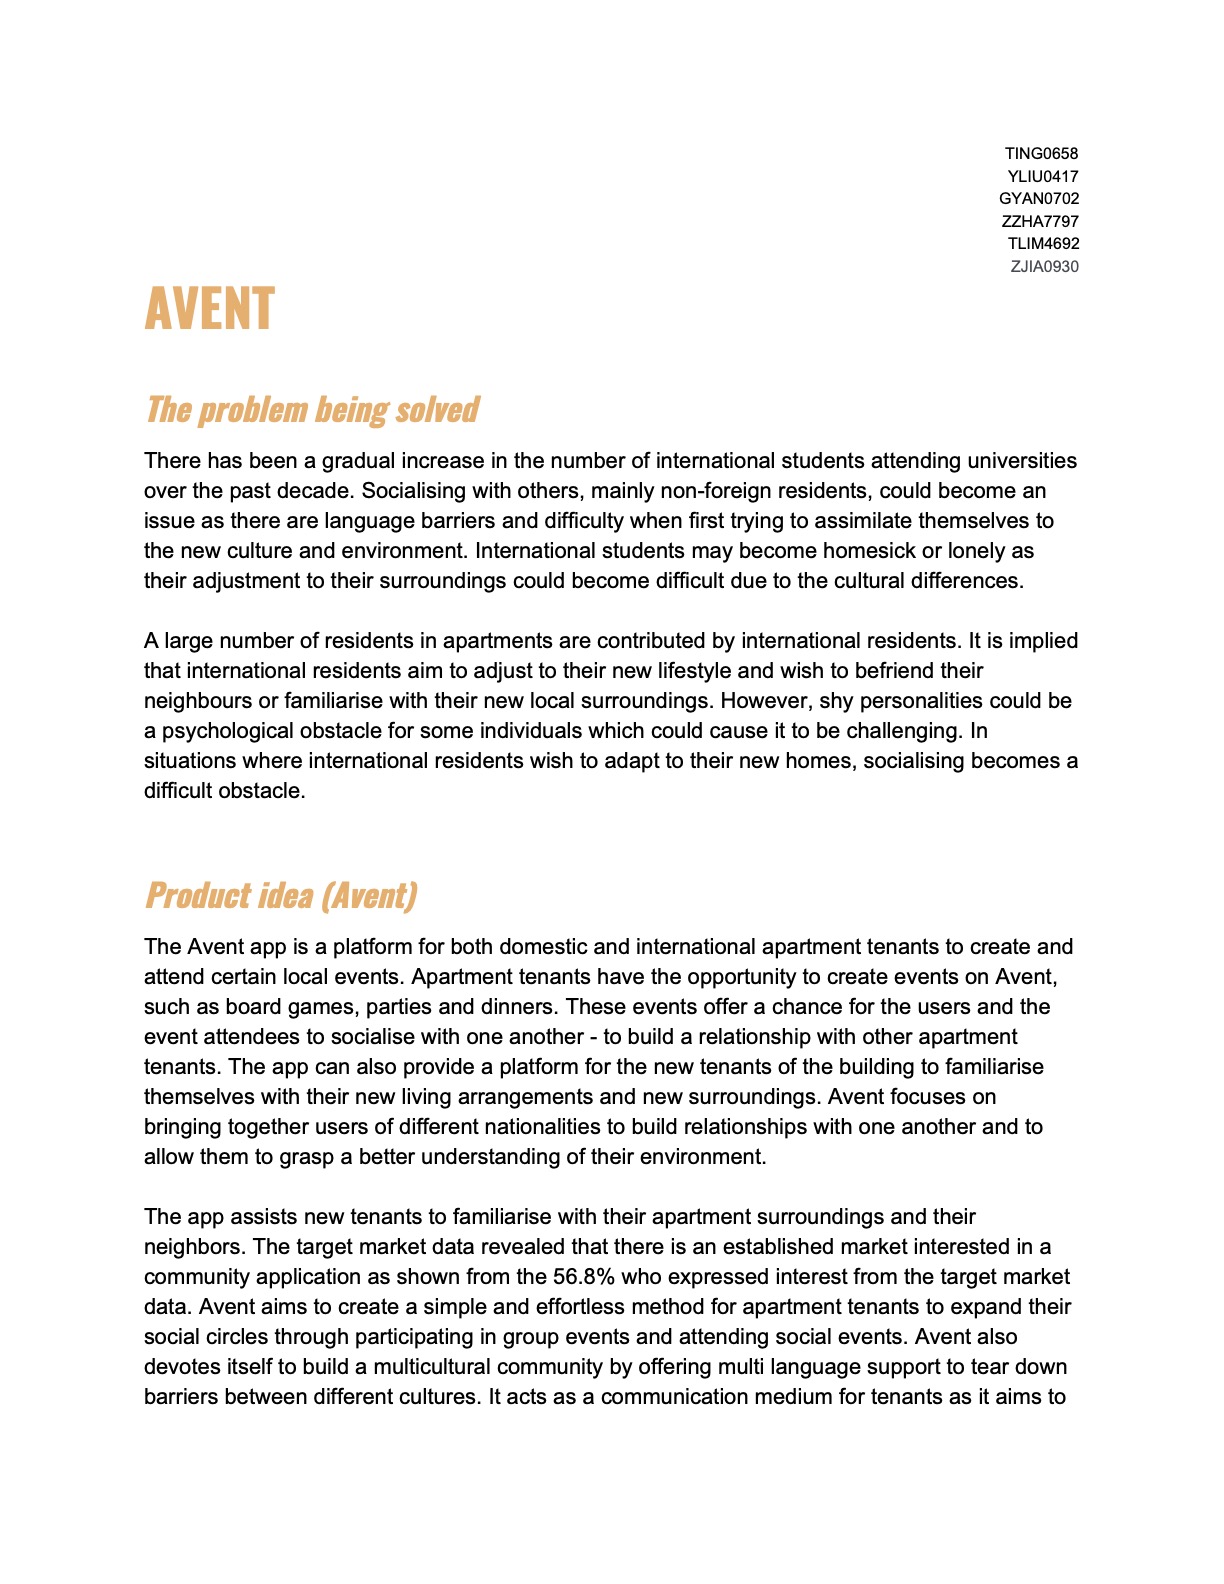 TING0658
YLIU0417
GYAN0702
ZZHA7797
TLIM4692
ZJIA0930
AVENT
The problem being solved
There has been a gradual increase in the number of international students attending universities
over the past decade. Socialising with others, mainly non-foreign residents, could become an
issue as there are language barriers and difficulty when first trying to assimilate themselves to
the new culture and environment. International students may become homesick or lonely as
their adjustment to their surroundings could become difficult due to the cultural differences.
A large number of residents in apartments are contributed by international residents. It is implied
that international residents aim to adjust to their new lifestyle and wish to befriend their
neighbours or familiarise with their new local surroundings. However, shy personalities could be
a psychological obstacle for some individuals which could cause it to be challenging. In
situations where international residents wish to adapt to their new homes, socialising becomes a
difficult obstacle.
Product idea (Avent)
The Avent app is a platform for both domestic and international apartment tenants to create and
attend certain local events. Apartment tenants have the opportunity to create events on Avent,
such as board games, parties and dinners. These events offer a chance for the users and the
event attendees to socialise with one another - to build a relationship with other apartment
tenants. The app can also provide a platform for the new tenants of the building to familiarise
themselves with their new living arrangements and new surroundings. Avent focuses on
bringing together users of different nationalities to build relationships with one another and to
allow them to grasp a better understanding of their environment.
The app assists new tenants to familiarise with their apartment surroundings and their
neighbors. The target market data revealed that there is an established market interested in a
community application as shown from the 56.8% who expressed interest from the target market
data. Avent aims to create a simple and effortless method for apartment tenants to expand their
social circles through participating in group events and attending social events. Avent also
devotes itself to build a multicultural community by offering multi language support to tear down
barriers between different cultures. It acts as a communication medium for tenants as it aims to